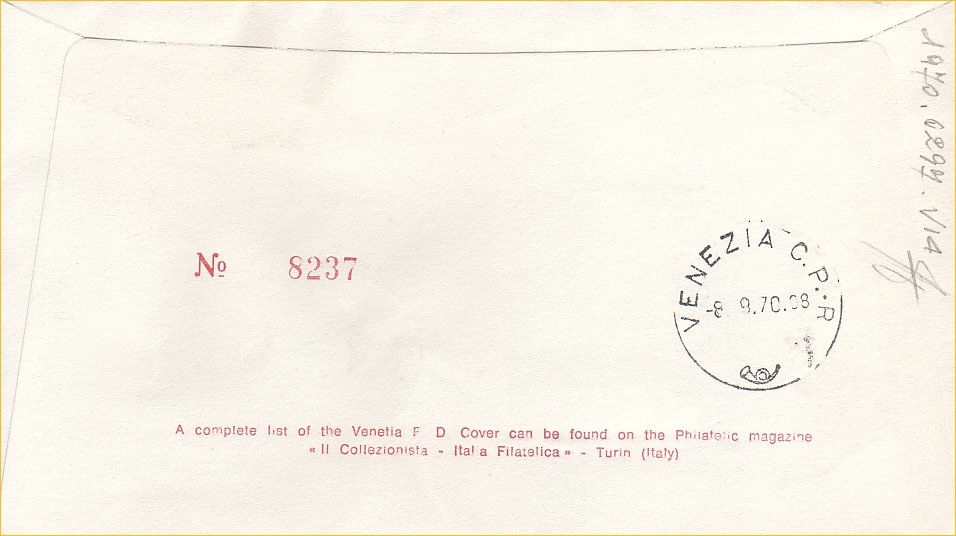 № 8237
VENEZIA C.P.-R
-8 9.70.08
A complete list of the Venetia F D Cover can be found on the Philatelic magazine
« Il Collezionista - Italia Filatelica » - Turin (Italy)